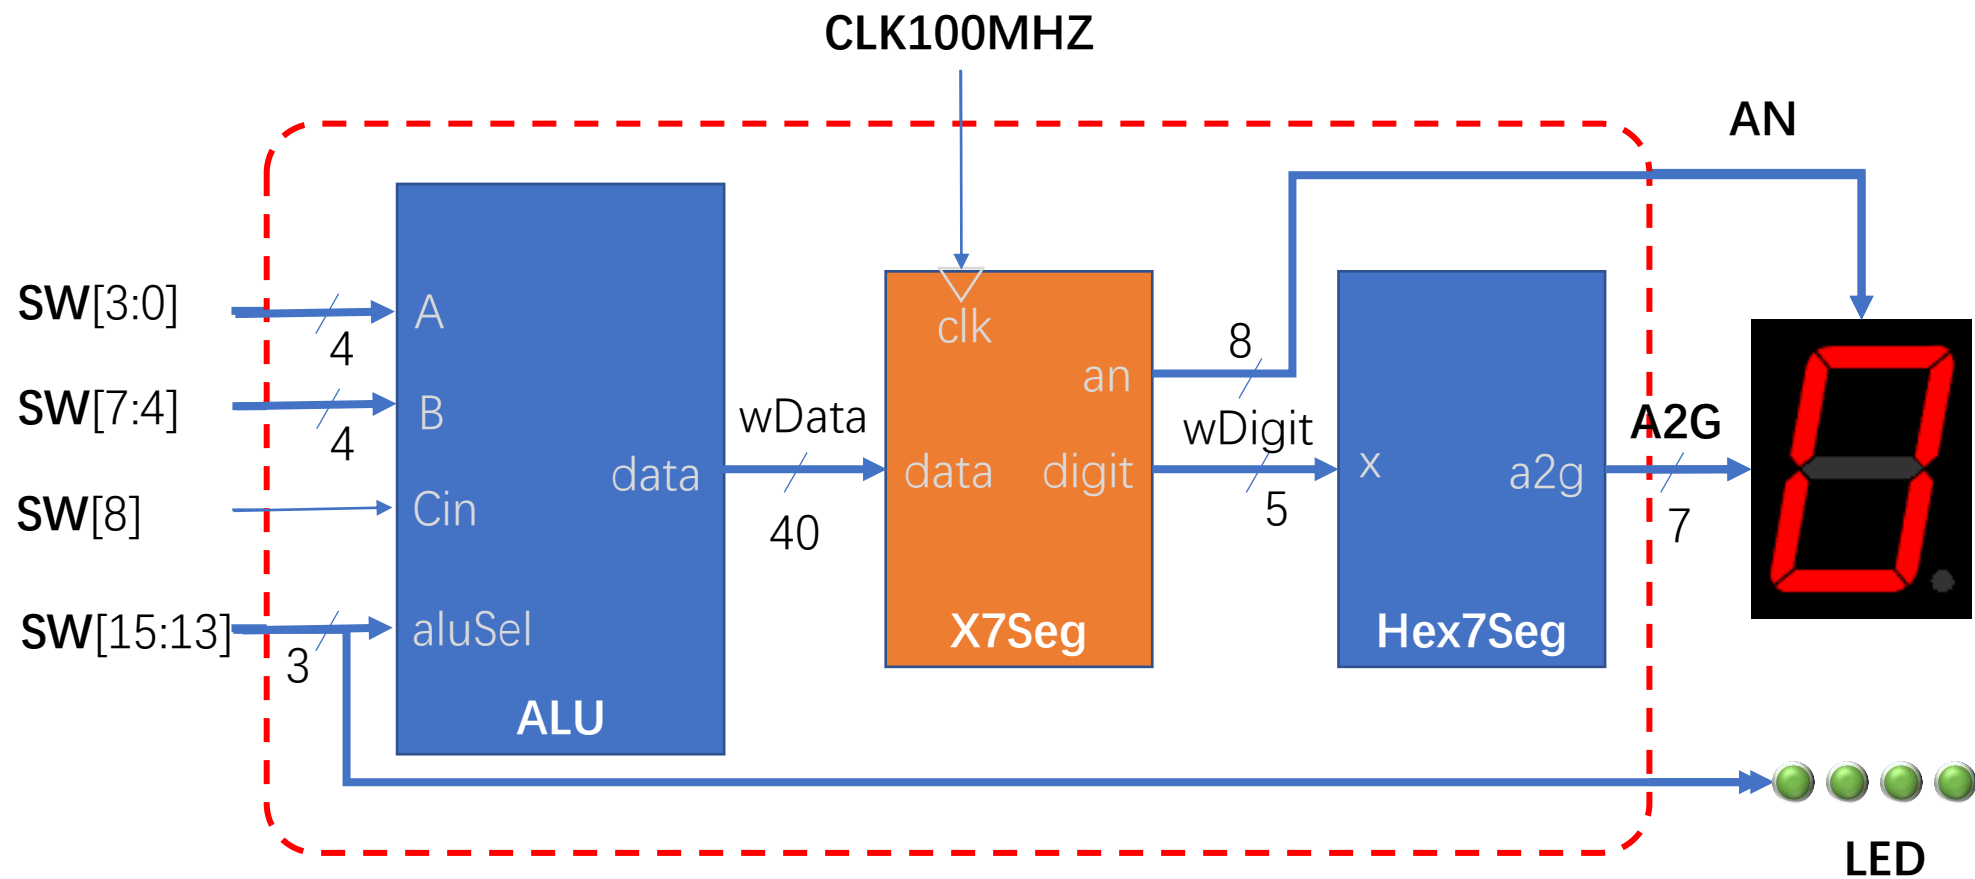 CLK100MHZ
AN
SW[3:0]
4
A
clk
8
an
SW[7:4]
4
B
wData
wDigit
A2G
data
data
digit
x
a2g
SW[8]
Cin
40
5
7
SW[15:13]
3
aluSel
X7Seg
Hex7Seg
ALU
LED